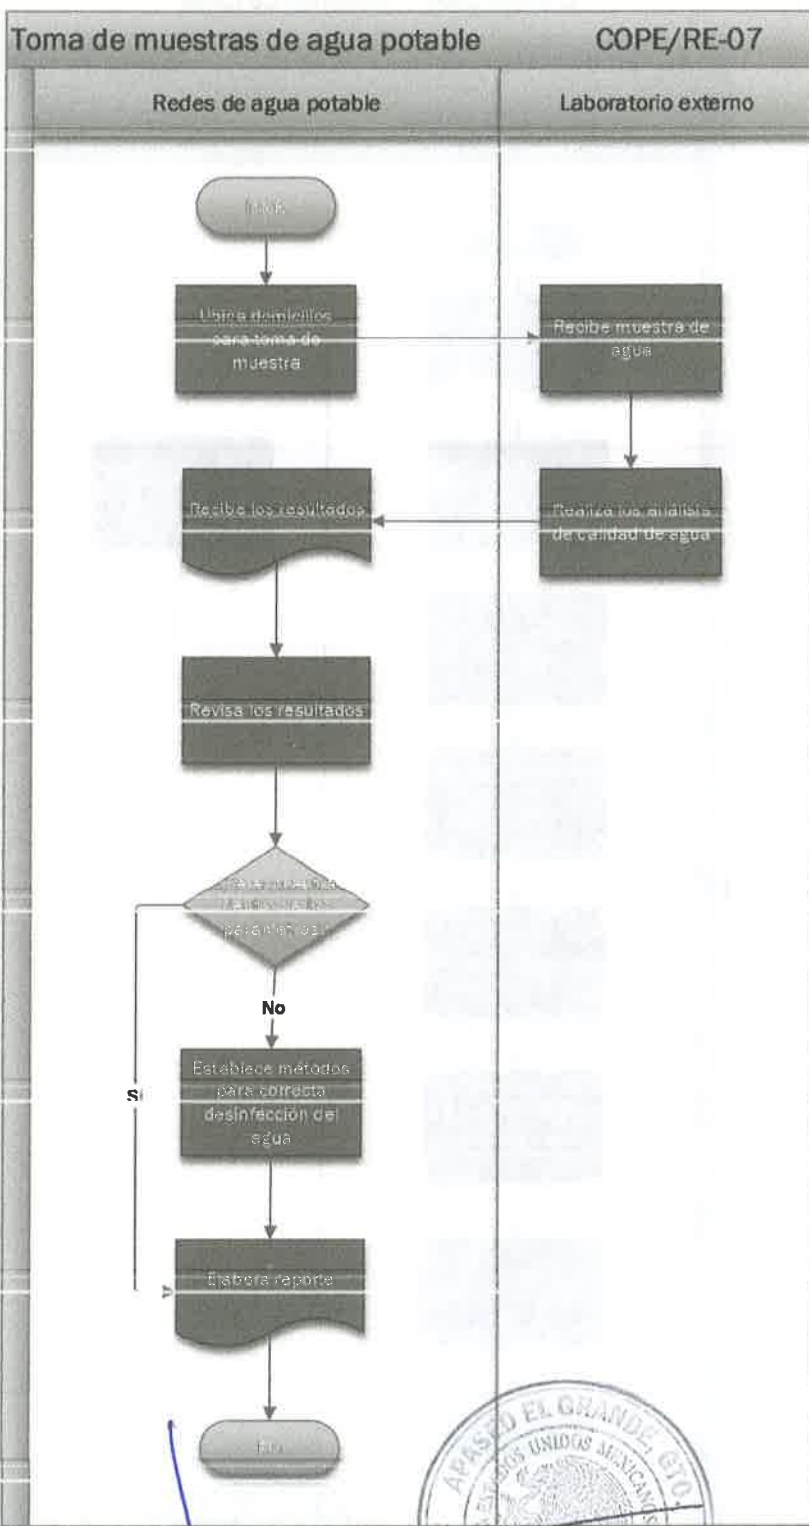 Toma de muestras de agua potable COPE/RE-07
Redes de agua potable Laboratorio externo
Inicio
Ubica domicilios
para toma de
muestra
Recibe muestra de
agua
Realiza los análisis
de calidad de agua
Recibe los resultados
Revisa los resultados
parámetros
No
Sí
Establece métodos
para correcta
desinfección del
agua
Elabora reporte
Fin
APASEO EL GRANDE, GTO.
ESTADOS UNIDOS MEXICANOS